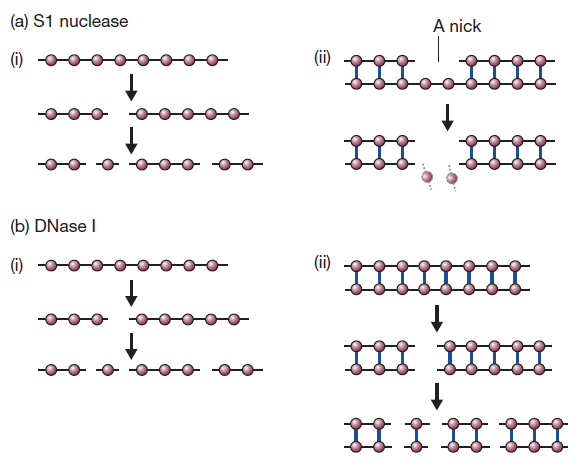 (a) S1 nuclease
(i)
(ii)
A nick
(b) DNase I
(i)
(ii)